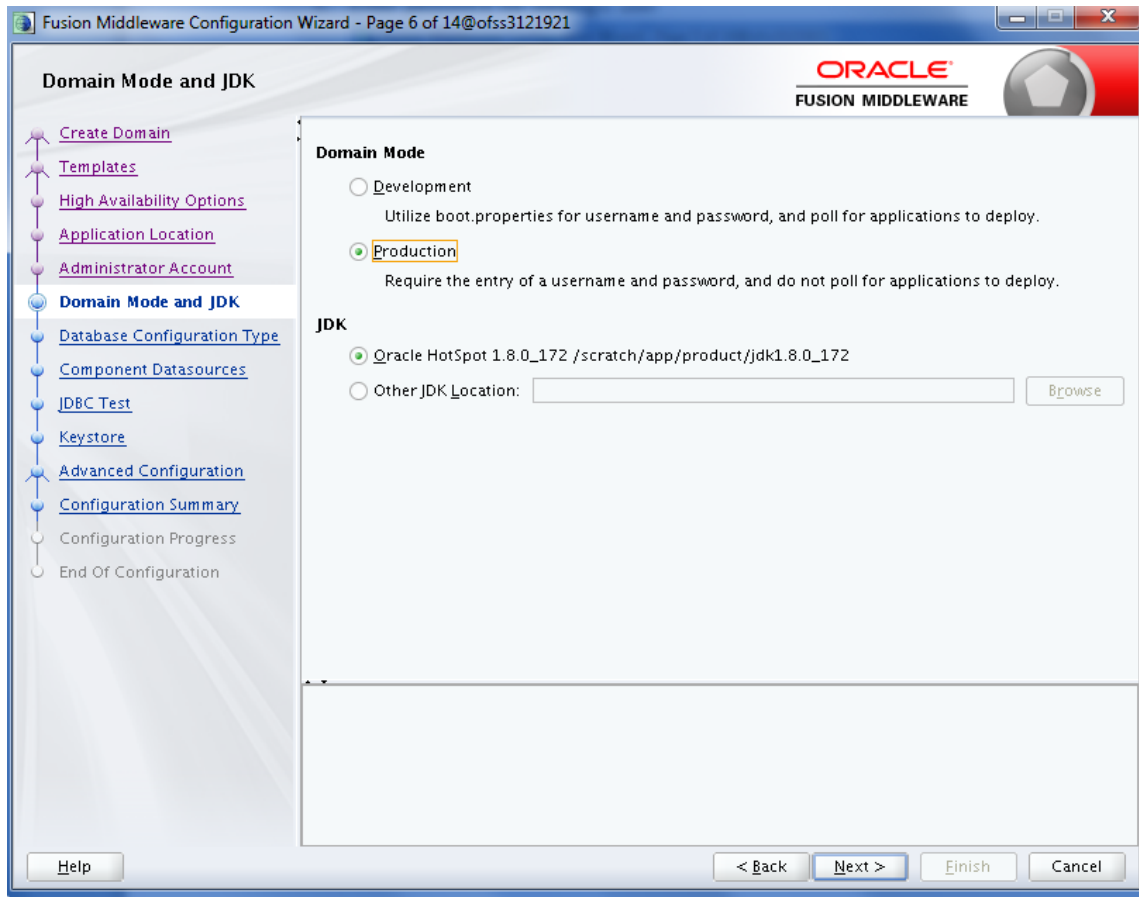 Fusion Middleware Configuration Wizard - Page 6 of 14@ofss3121921
Domain Mode and JDK
ORACLE
FUSION MIDDLEWARE
Create Domain
Templates
High Availability Options
Application Location
Administrator Account
Domain Mode and JDK
Database Configuration Type
Component Datasources
JDBC Test
Keystore
Advanced Configuration
Configuration Summary
Configuration Progress
End Of Configuration
Domain Mode
Development
Utilize boot.properties for username and password, and poll for applications to deploy.
Production
Require the entry of a username and password, and do not poll for applications to deploy.
JDK
Oracle HotSpot 1.8.0_172 /scratch/app/product/jdk1.8.0_172
Other JDK Location: Browse
Help < Back Next > Finish Cancel